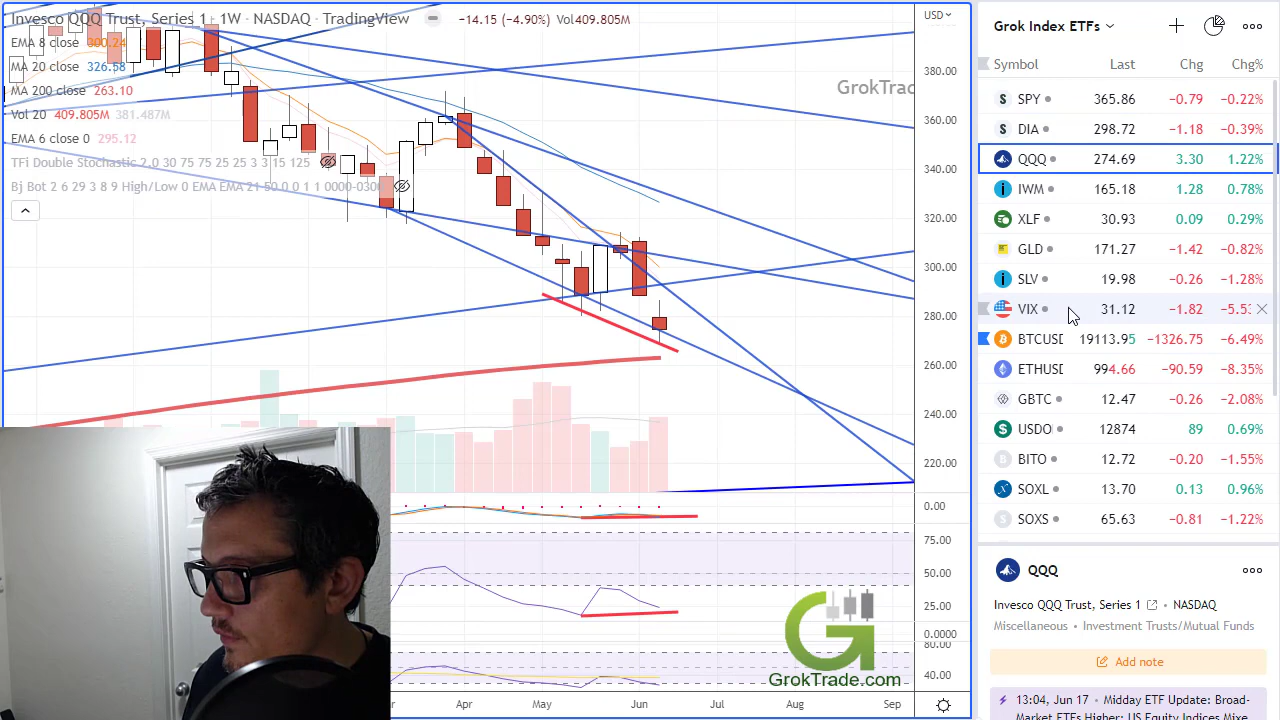 Invesco QQQ Trust, Series 1 · 1W · NASDAQ · TradingView −14.15 (−4.90%) Vol409.805M
EMA 8 close 300.24
MA 20 close 326.58
MA 200 close 263.10
Vol 20 409.805M 381.487M
EMA 6 close 0 295.12
TFi Double Stochastic 2.0 30 75 75 25 25 3 3 15 125
Bj Bot 2 6 29 3 8 9 High/Low 0 EMA EMA 21 50 0 0 1 1 0000-0300
GrokTrad
USD
380.00
360.00
340.00
320.00
300.00
280.00
260.00
240.00
220.00
0.00
75.00
50.00
25.00
0.0000
80.00
40.00
Apr May Jun Jul Aug Sep
G
GrokTrade.com
Grok Index ETFs
Symbol Last Chg Chg%
SPY 365.86 −0.79 −0.22%
DIA 298.72 −1.18 −0.39%
QQQ 274.69 3.30 1.22%
IWM 165.18 1.28 0.78%
XLF 30.93 0.09 0.29%
GLD 171.27 −1.42 −0.82%
SLV 19.98 −0.26 −1.28%
VIX 31.12 −1.82 −5.5
BTCUSD 19113.95 −1326.75 −6.49%
ETHUSD 994.66 −90.59 −8.35%
GBTC 12.47 −0.26 −2.08%
USDO 12874 89 0.69%
BITO 12.72 −0.20 −1.55%
SOXL 13.70 0.13 0.96%
SOXS 65.63 −0.81 −1.22%
QQQ
Invesco QQQ Trust, Series 1 • NASDAQ
Miscellaneous • Investment Trusts/Mutual Funds
Add note
13:04, Jun 17 • Midday ETF Update: Broad-
Market ETFs Higher; US Equity Indices Mixe